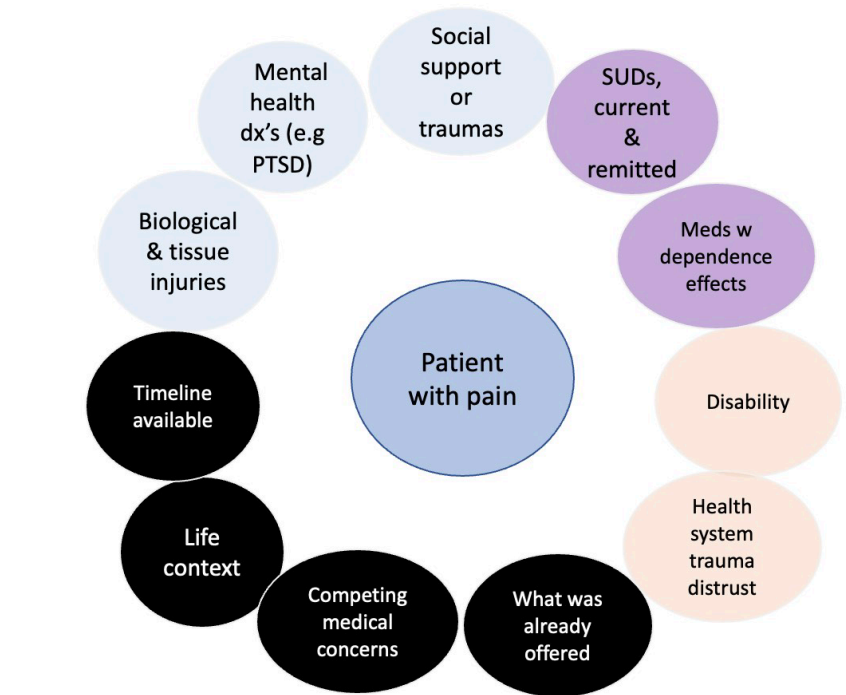 Social
support
or
traumas
SUDs,
current
&
remitted
Meds w
dependence
effects
Disability
Health
system
trauma
distrust
What was
already
offered
Competing
medical
concerns
Life
context
Timeline
available
Biological
& tissue
injuries
Mental
health
dx’s (e.g
PTSD)
Patient
with pain